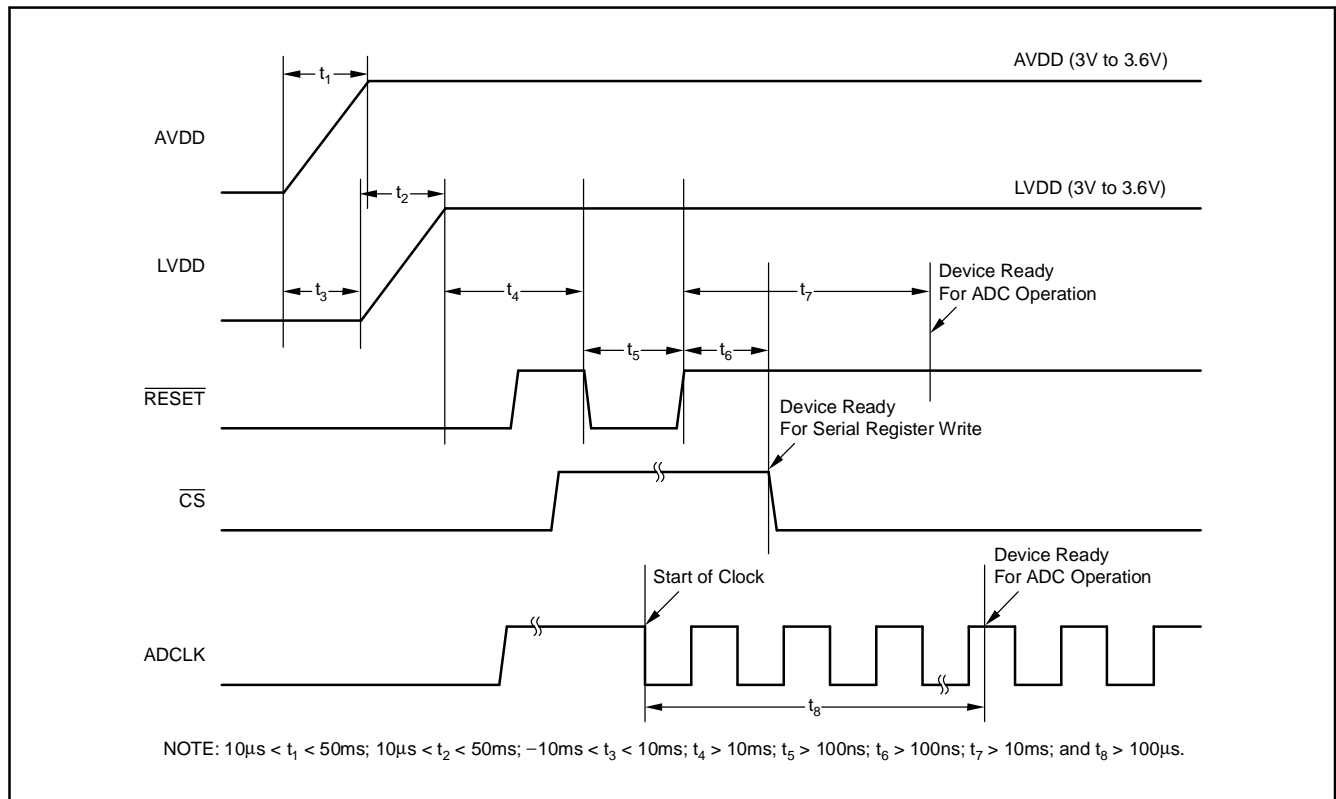 AVDD (3V to 3.6V)
t1
AVDD
LVDD (3V to 3.6V)
t2
LVDD
Device Ready
For ADC Operation
t3
t4
t7
t5
t6
RESET
Device Ready
For Serial Register Write
CS
Device Ready
For ADC Operation
Start of Clock
ADCLK
t8
NOTE: 10μs < t1 < 50ms; 10μs < t2 < 50ms; −10ms < t3 < 10ms; t4 > 10ms; t5 > 100ns; t6 > 100ns; t7 > 10ms; and t8 > 100μs.